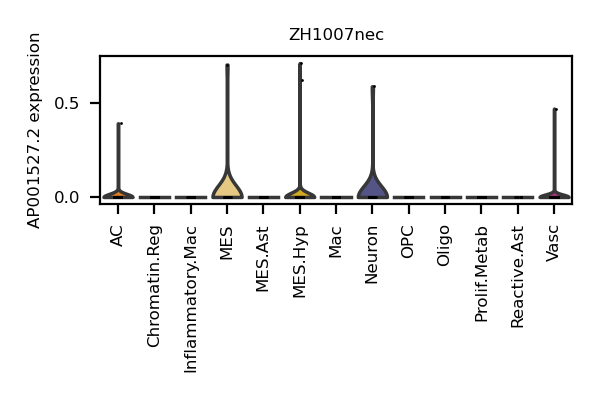 ZH1007nec
AP001527.2 expression
0.5
0.0
AC
Chromatin.Reg
Inflammatory.Mac
MES
MES.Ast
MES.Hyp
Mac
Neuron
OPC
Oligo
Prolif.Metab
Reactive.Ast
Vasc